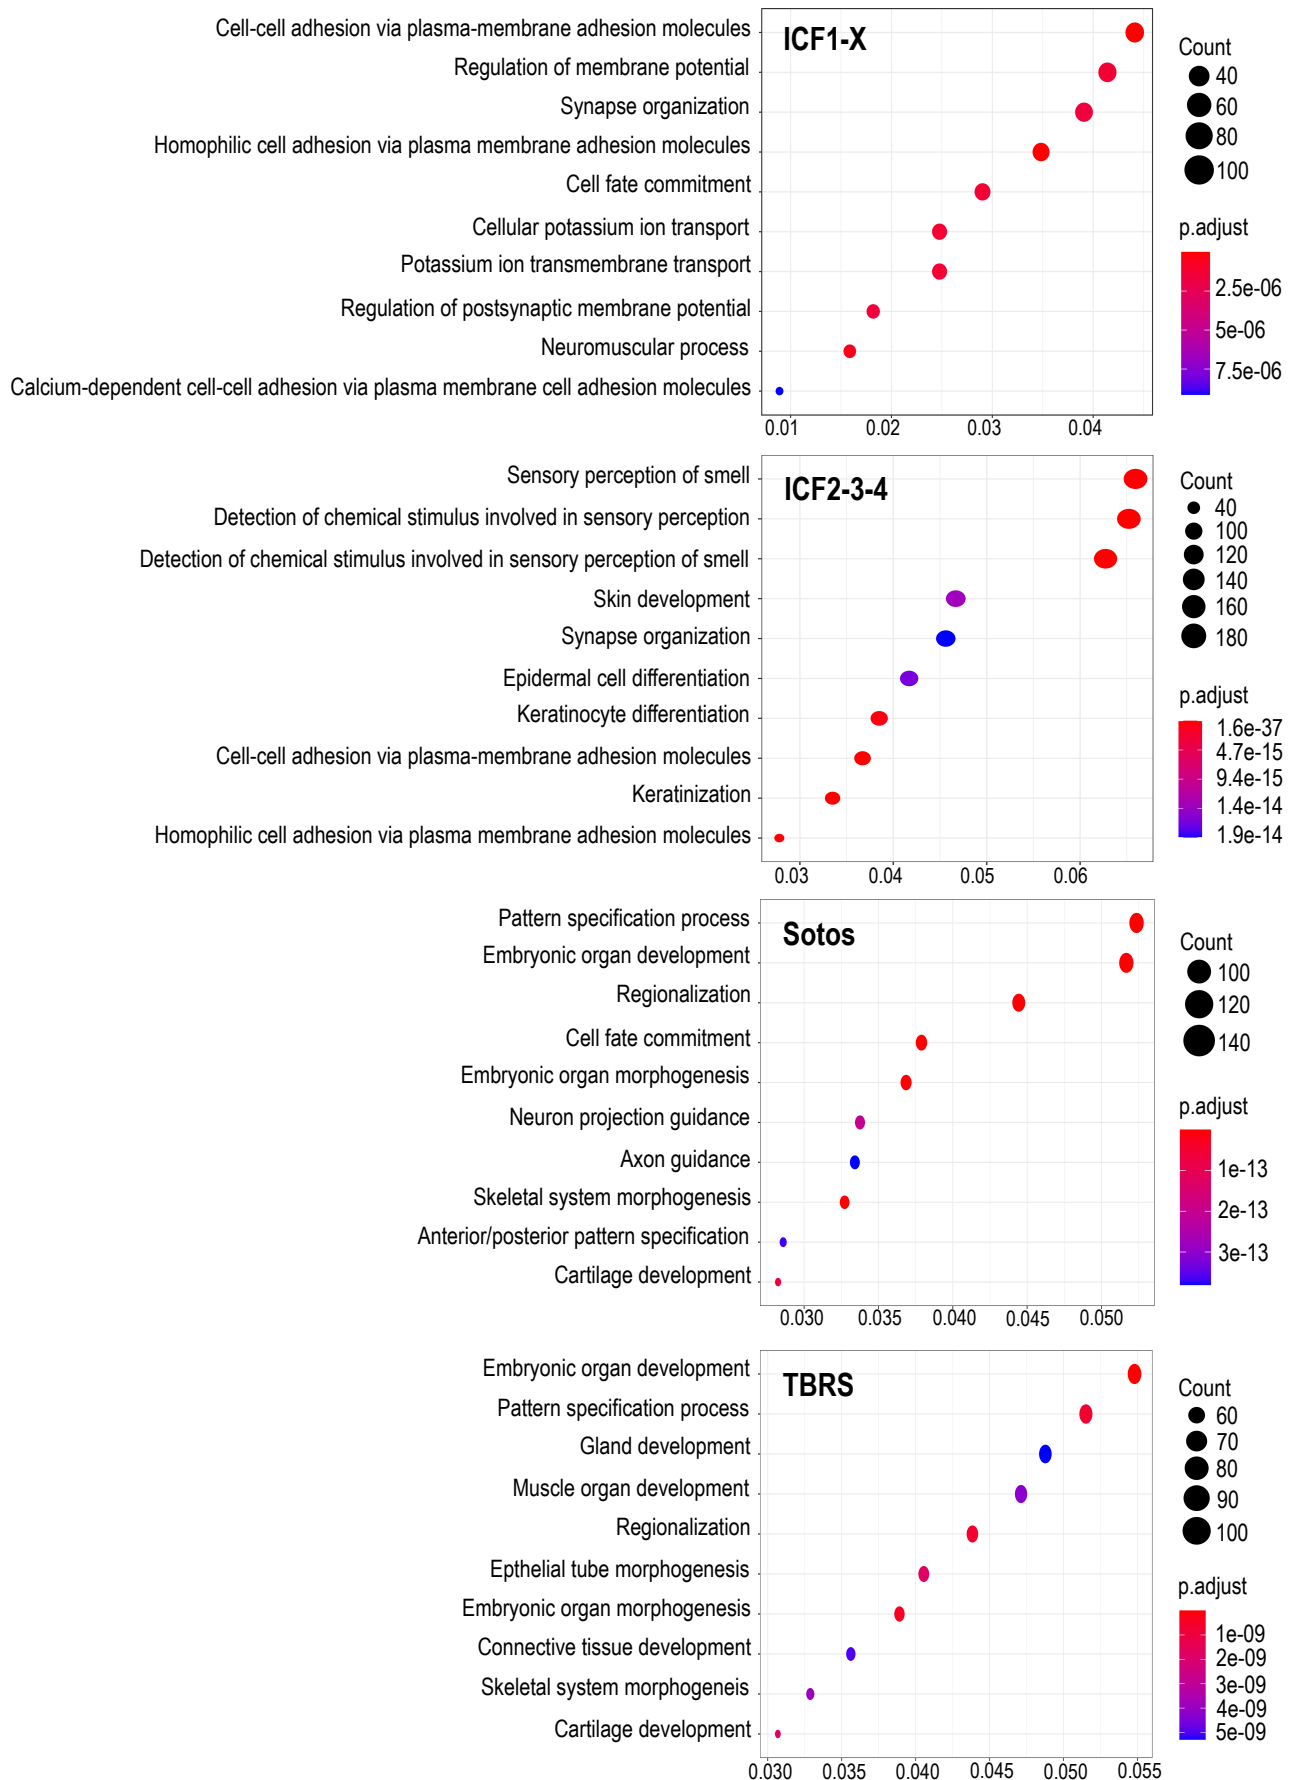 ICF1-X
Cell-cell adhesion via plasma-membrane adhesion molecules
Regulation of membrane potential
Synapse organization
Homophilic cell adhesion via plasma membrane adhesion molecules
Cell fate commitment
Cellular potassium ion transport
Potassium ion transmembrane transport
Regulation of postsynaptic membrane potential
Neuromuscular process
Calcium-dependent cell-cell adhesion via plasma membrane cell adhesion molecules
0.01 0.02 0.03 0.04
Count
40
60
80
100
p.adjust
2.5e-06
5e-06
7.5e-06
ICF2-3-4
Sensory perception of smell
Detection of chemical stimulus involved in sensory perception
Detection of chemical stimulus involved in sensory perception of smell
Skin development
Synapse organization
Epidermal cell differentiation
Keratinocyte differentiation
Cell-cell adhesion via plasma-membrane adhesion molecules
Keratinization
Homophilic cell adhesion via plasma membrane adhesion molecules
0.03 0.04 0.05 0.06
Count
40
100
120
140
160
180
p.adjust
1.6e-37
4.7e-15
9.4e-15
1.4e-14
1.9e-14
Sotos
Pattern specification process
Embryonic organ development
Regionalization
Cell fate commitment
Embryonic organ morphogenesis
Neuron projection guidance
Axon guidance
Skeletal system morphogenesis
Anterior/posterior pattern specification
Cartilage development
0.030 0.035 0.040 0.045 0.050
Count
100
120
140
p.adjust
1e-13
2e-13
3e-13
TBRS
Embryonic organ development
Pattern specification process
Gland development
Muscle organ development
Regionalization
Epthelial tube morphogenesis
Embryonic organ morphogenesis
Connective tissue development
Skeletal system morphogeneis
Cartilage development
0.030 0.035 0.040 0.045 0.050 0.055
Count
60
70
80
90
100
p.adjust
1e-09
2e-09
3e-09
4e-09
5e-09